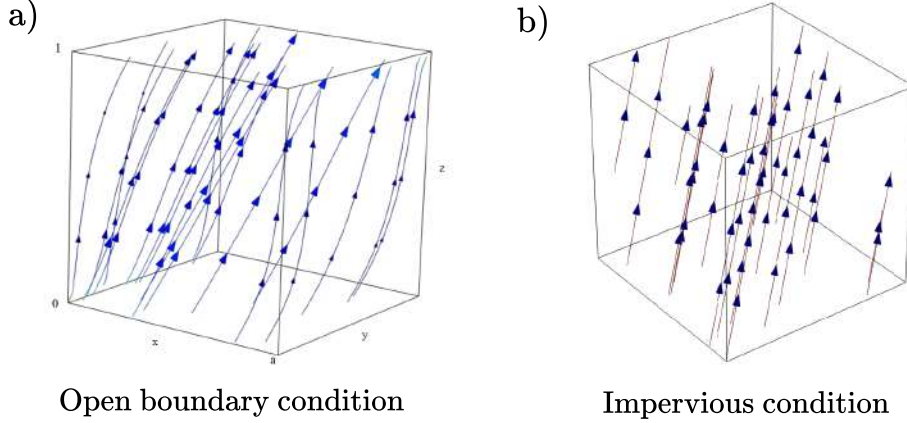 a)
b)
1
z
0
x
y
a
Open boundary condition
Impervious condition